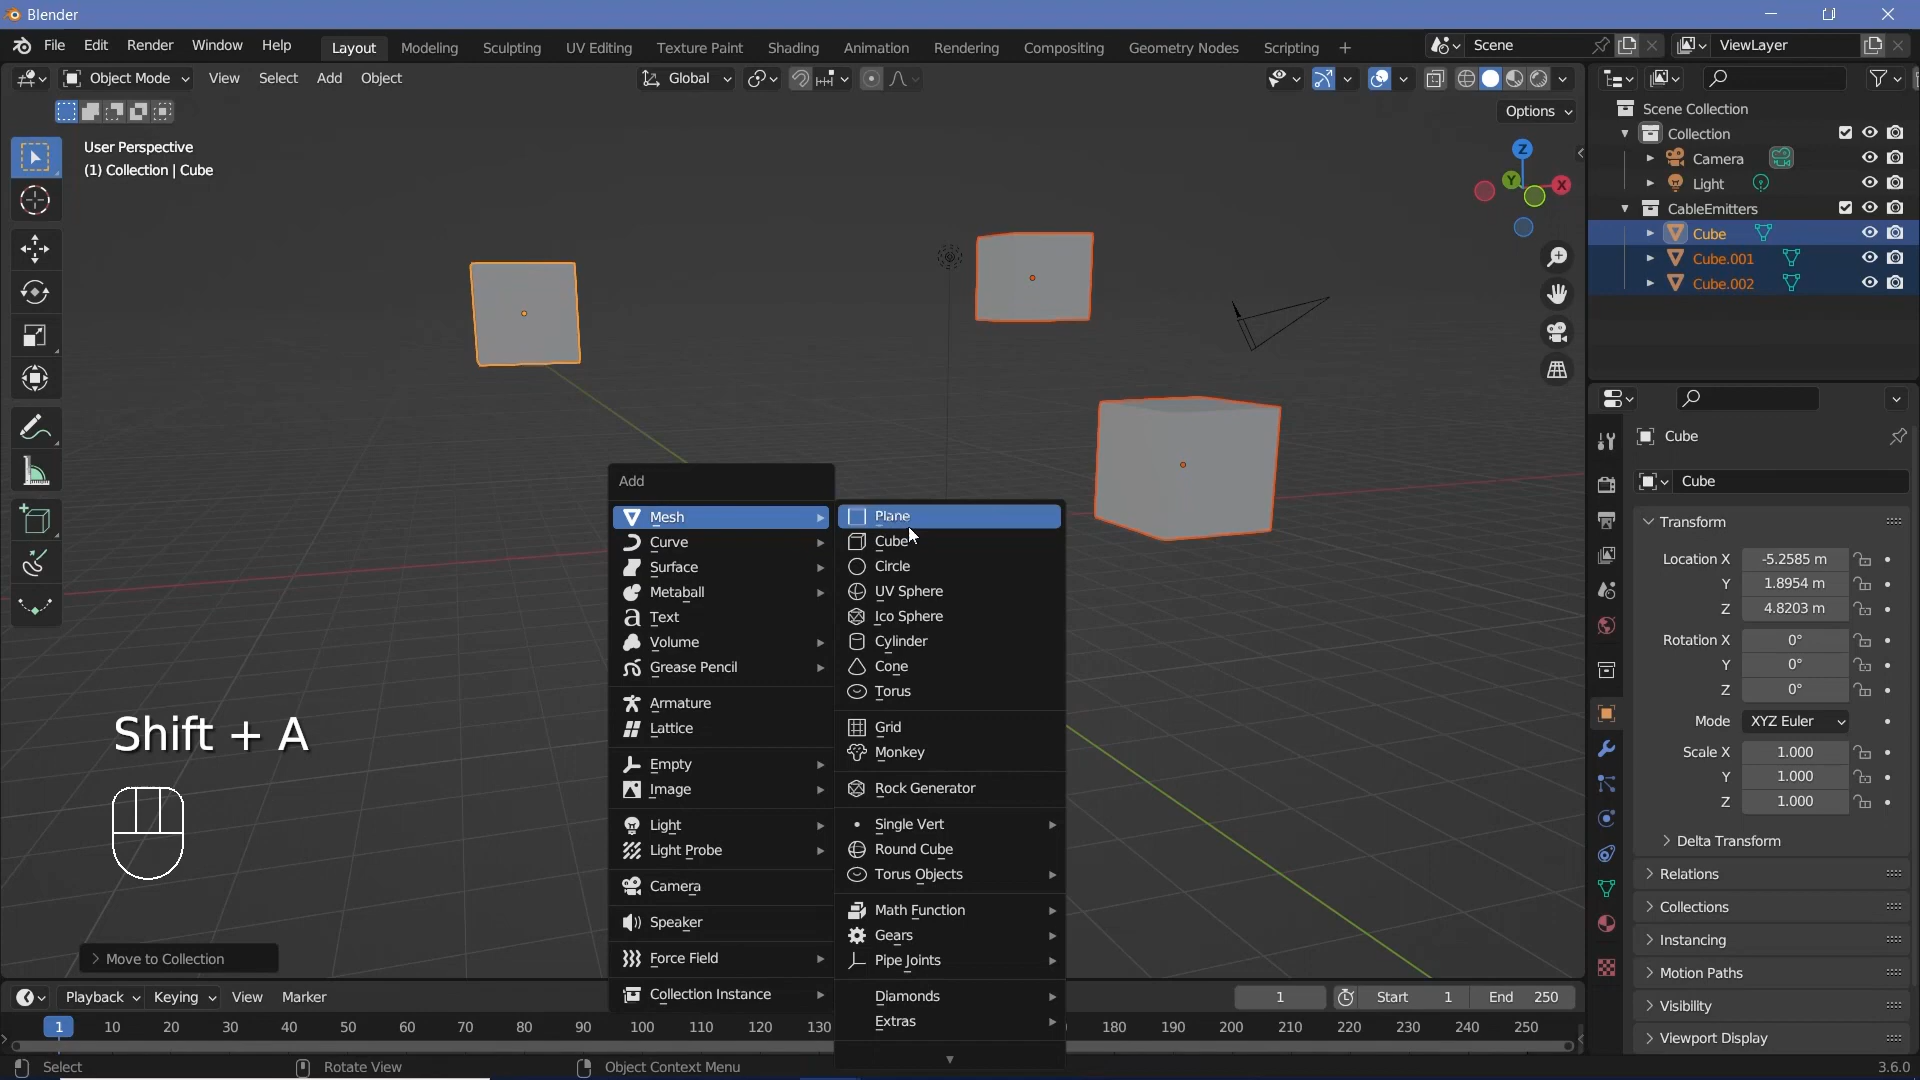 Blender
File Edit Render Window Help
Layout Modeling Sculpting UV Editing Texture Paint Shading Animation Rendering Compositing Geometry Nodes Scripting +
Scene
ViewLayer
Object Mode View Select Add Object
Global
Options
User Perspective
(1) Collection | Cube
Z
Y
X
Scene Collection
Collection
Camera
Light
CableEmitters
Cube
Cube.001
Cube.002
Add
Mesh
Curve
Surface
Metaball
Text
Volume
Grease Pencil
Armature
Lattice
Empty
Image
Light
Light Probe
Camera
Speaker
Force Field
Collection Instance
Plane
Cube
Circle
UV Sphere
Ico Sphere
Cylinder
Cone
Torus
Grid
Monkey
Rock Generator
Single Vert
Round Cube
Torus Objects
Math Function
Gears
Pipe Joints
Diamonds
Extras
Shift + A
Move to Collection
Cube
Cube
Transform
Location X -5.2585 m
Y 1.8954 m
Z 4.8203 m
Rotation X 0°
Y 0°
Z 0°
Mode XYZ Euler
Scale X 1.000
Y 1.000
Z 1.000
Delta Transform
Relations
Collections
Instancing
Motion Paths
Visibility
Viewport Display
Playback Keying View Marker
1 Start 1 End 250
1 10 20 30 40 50 60 70 80 90 100 110 120 130 180 190 200 210 220 230 240 250
Select Rotate View Object Context Menu 3.6.0